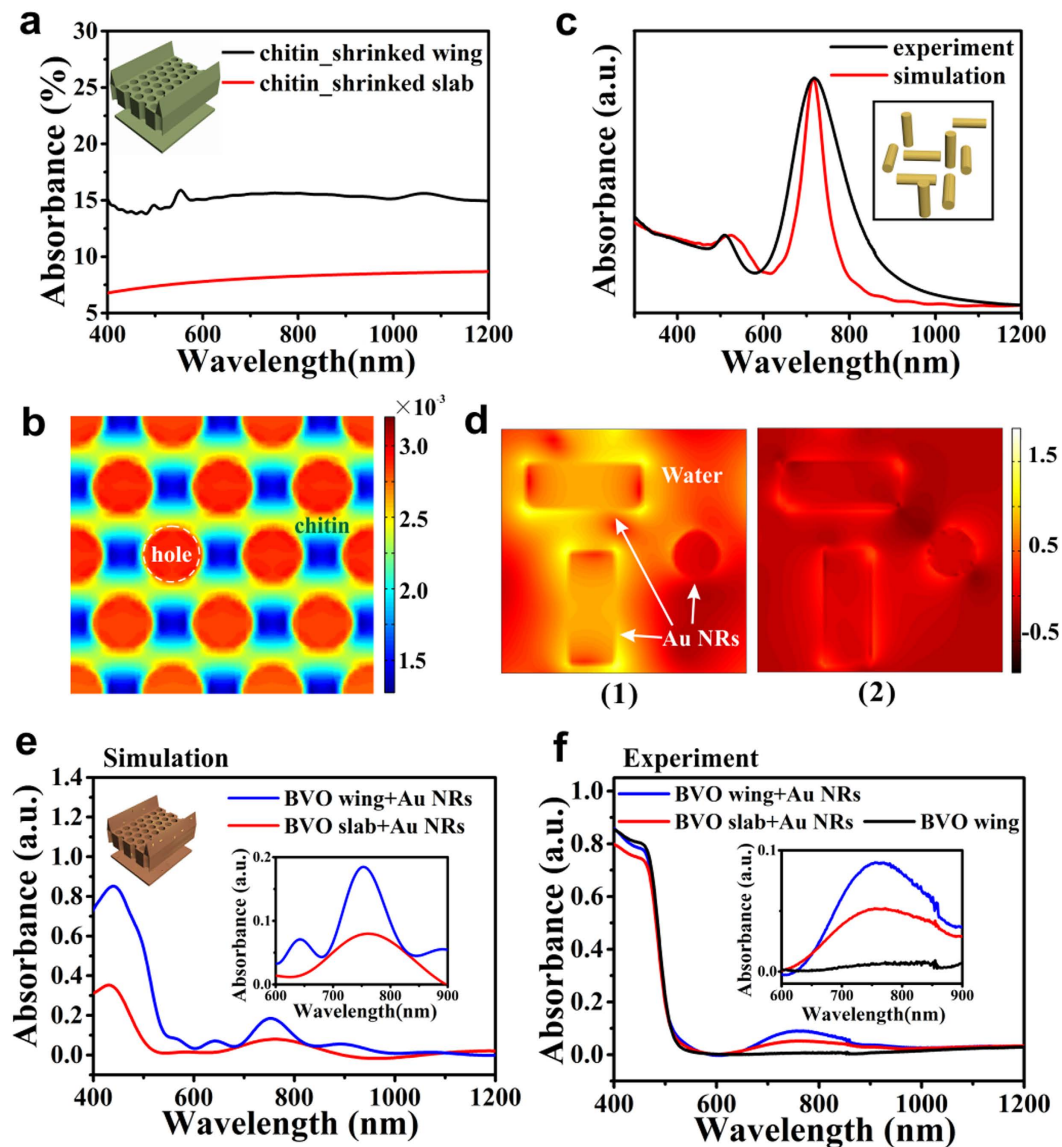 a
30
25
20
15
10
5
Absorbance (%)
chitin_shrinked wing
chitin_shrinked slab
400 600 800 1000 1200
Wavelength(nm)
c
Absorbance (a.u.)
experiment
simulation
400 600 800 1000 1200
Wavelength(nm)
b
×10⁻³
3.0
2.5
2.0
1.5
chitin
hole
d
Water
Au NRs
(1)
(2)
1.5
0.5
-0.5
e
Simulation
1.4
1.2
1.0
0.8
0.6
0.4
0.2
0.0
Absorbance (a.u.)
BVO wing+Au NRs
BVO slab+Au NRs
0.2
0.1
0.0
Absorbance (a.u.)
600 700 800 900
Wavelength(nm)
400 600 800 1000 1200
Wavelength (nm)
f
Experiment
1.0
0.8
0.6
0.4
0.2
0.0
Absorbance (a.u.)
BVO wing+Au NRs
BVO slab+Au NRs
BVO wing
0.1
0.0
Absorbance (a.u.)
600 700 800 900
Wavelength(nm)
400 600 800 1000 1200
Wavelength (nm)